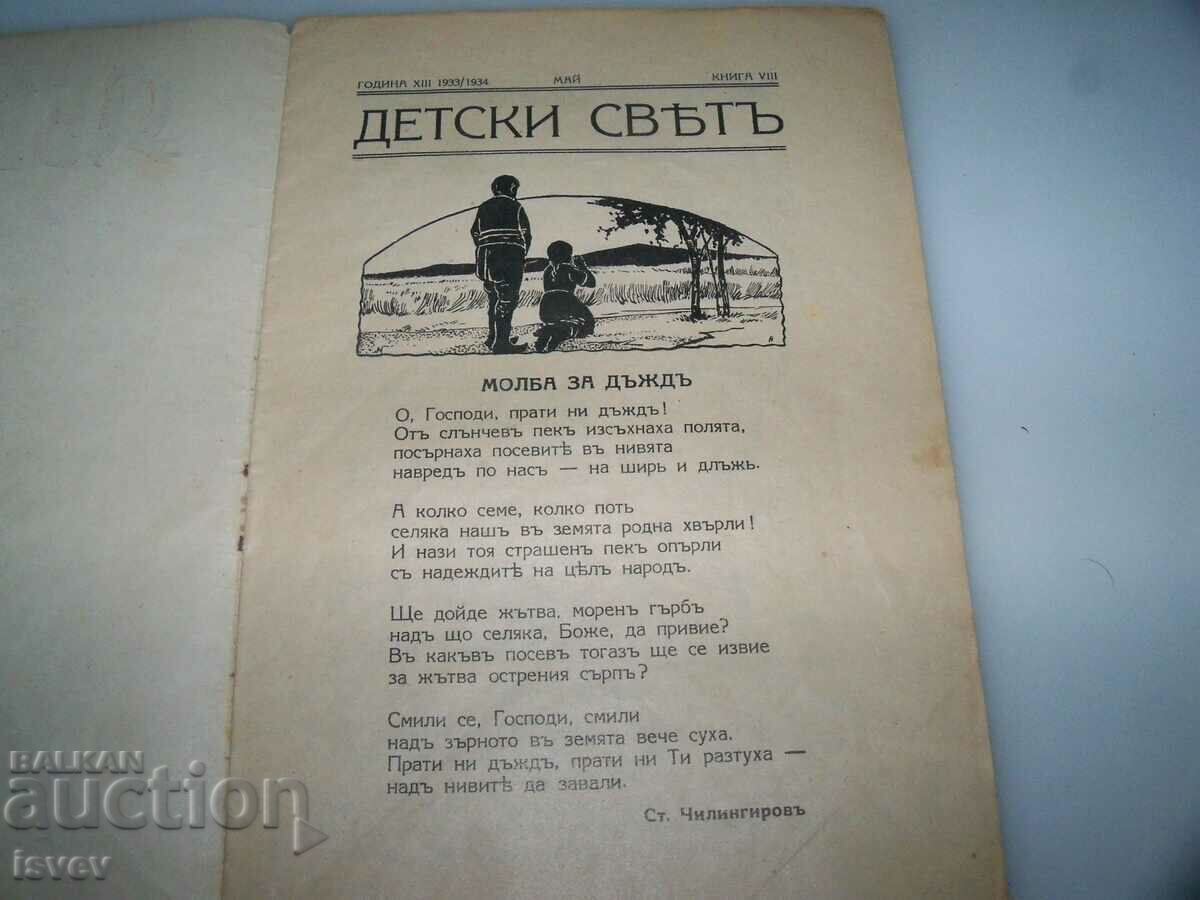 ГОДИНА XIII 1933/1934 МАЙ КНИГА VIII
ДЕТСКИ СВѢТЪ
МОЛБА ЗА ДЪЖДЪ
О, Господи, прати ни дъждъ!
Отъ слънчевъ пекъ изсъхнаха полята,
посърнаха посевитѣ въ нивята
навредъ по насъ — на ширь и длъжь.
А колко семе, колко поть
селяка нашъ въ земята родна хвърли!
И нази тоя страшенъ пекъ опърли
съ надеждитѣ на цѣлъ народъ.
Ще дойде жътва, моренъ гърбъ
надъ що селяка, Боже, да привие?
Въ какъвъ посевъ тогазъ ще се извие
за жътва острения сърпъ?
Смили се, Господи, смили
надъ зърното въ земята вече суха.
Прати ни дъждъ, прати ни Ти разтуха —
надъ нивитѣ да завали.
Ст. Чилингировъ
BALKAN
auction
isvev